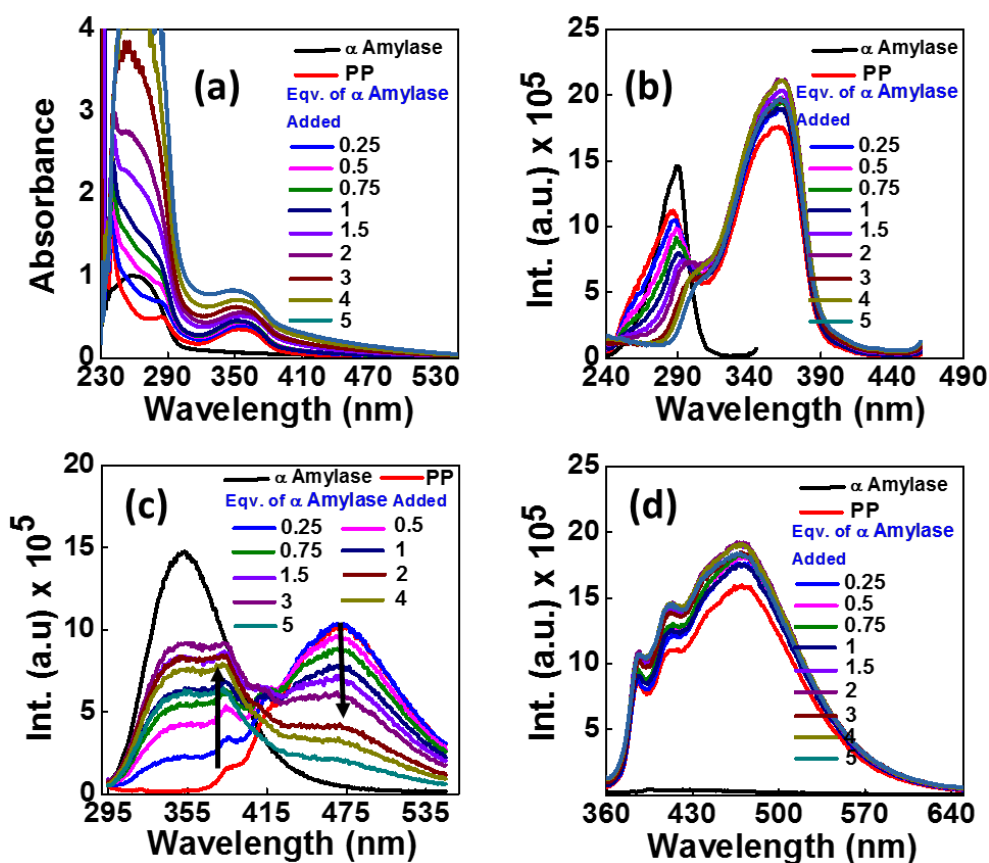 (a)
Absorbance
4
3
2
1
0
230 290 350 410 470 530
Wavelength (nm)
α Amylase
PP
Eqv. of α Amylase
Added
0.25
0.5
0.75
1
1.5
2
3
4
5
(b)
Int. (a.u.) x 10⁵
25
20
15
10
5
0
240 290 340 390 440 490
Wavelength (nm)
α Amylase
PP
Eqv. of α Amylase
Added
0.25
0.5
0.75
1
1.5
2
3
4
5
(c)
Int. (a.u) x 10⁵
20
15
10
5
0
295 355 415 475 535
Wavelength (nm)
α Amylase PP
Eqv. of α Amylase Added
0.25 0.5
0.75 1
1.5 2
3 4
5
(d)
Int. (a.u.) x 10⁵
25
20
15
10
5
0
360 430 500 570 640
Wavelength (nm)
α Amylase
PP
Eqv. of α Amylase
Added
0.25
0.5
0.75
1
1.5
2
3
4
5